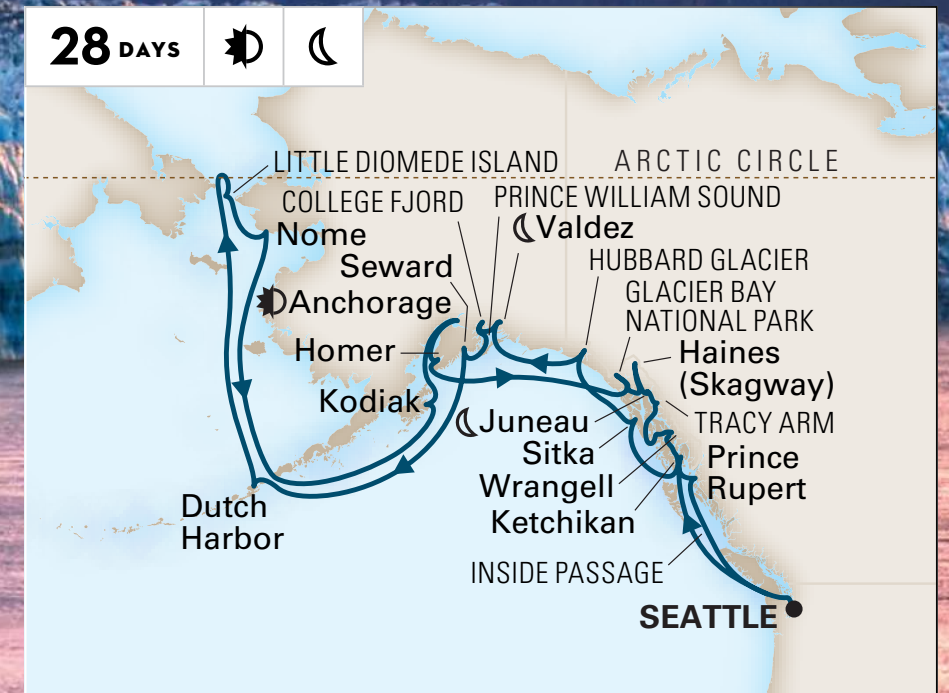 28 DAYS
LITTLE DIOMEDE ISLAND
ARCTIC CIRCLE
COLLEGE FJORD
PRINCE WILLIAM SOUND
Nome
Valdez
Seward
HUBBARD GLACIER
Anchorage
GLACIER BAY
NATIONAL PARK
Homer
Haines
(Skagway)
Kodiak
Juneau
TRACY ARM
Sitka
Prince
Rupert
Wrangell
Dutch
Harbor
Ketchikan
INSIDE PASSAGE
SEATTLE